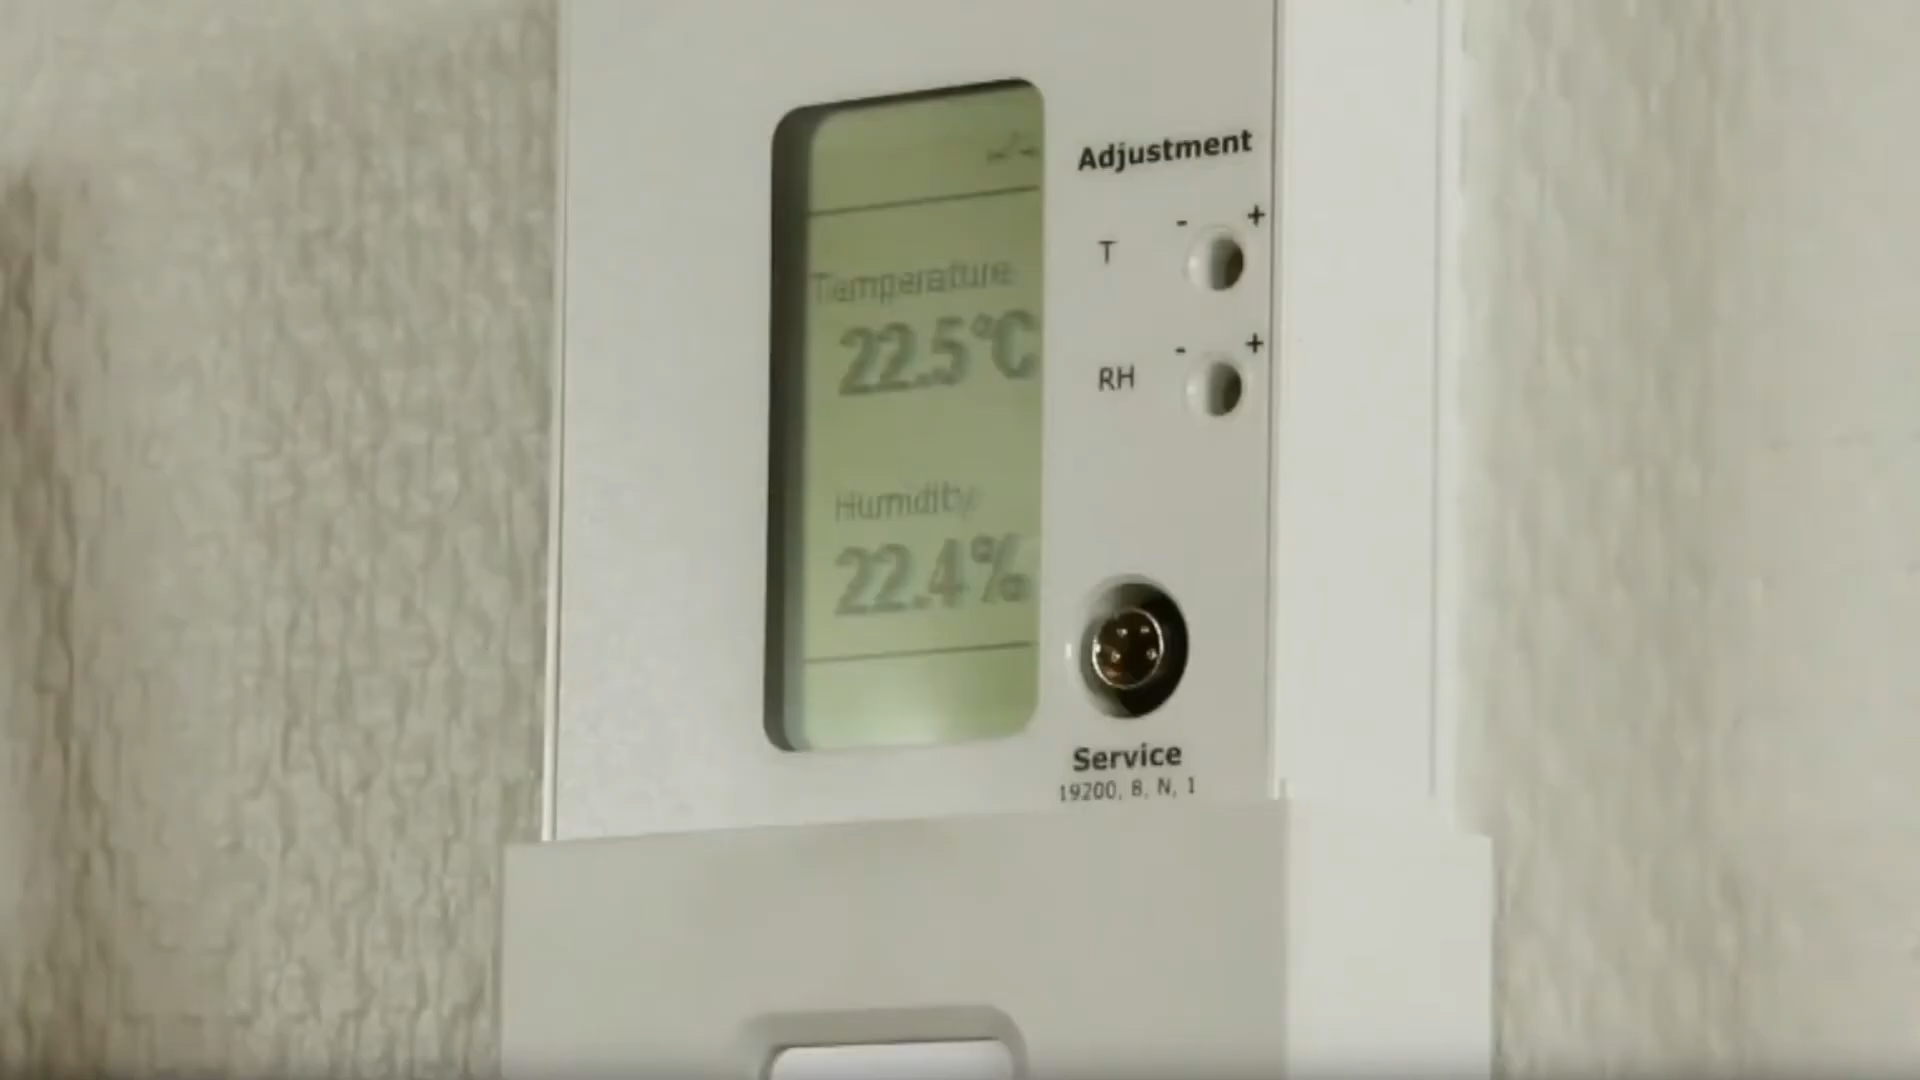 Temperature
22.5°C
Humidity
22.4%
Adjustment
- +
T
- +
RH
Service
19200, 8, N, 1